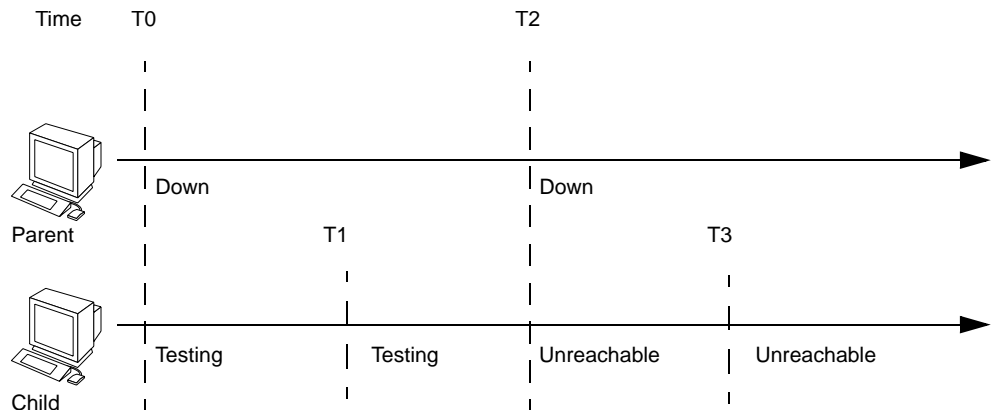 Time T0 T2
Down Down
Parent T1 T3
Testing Testing Unreachable Unreachable
Child